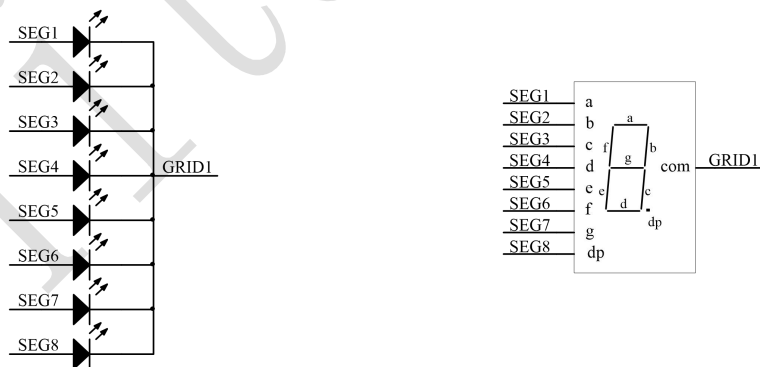 SEG1
SEG2
SEG3
SEG4
SEG5
SEG6
SEG7
SEG8
GRID1
SEG1 a
SEG2 b
SEG3 c
SEG4 d
SEG5 e
SEG6 f
SEG7 g
SEG8 dp
a
f b
g
e c
d
dp
com GRID1